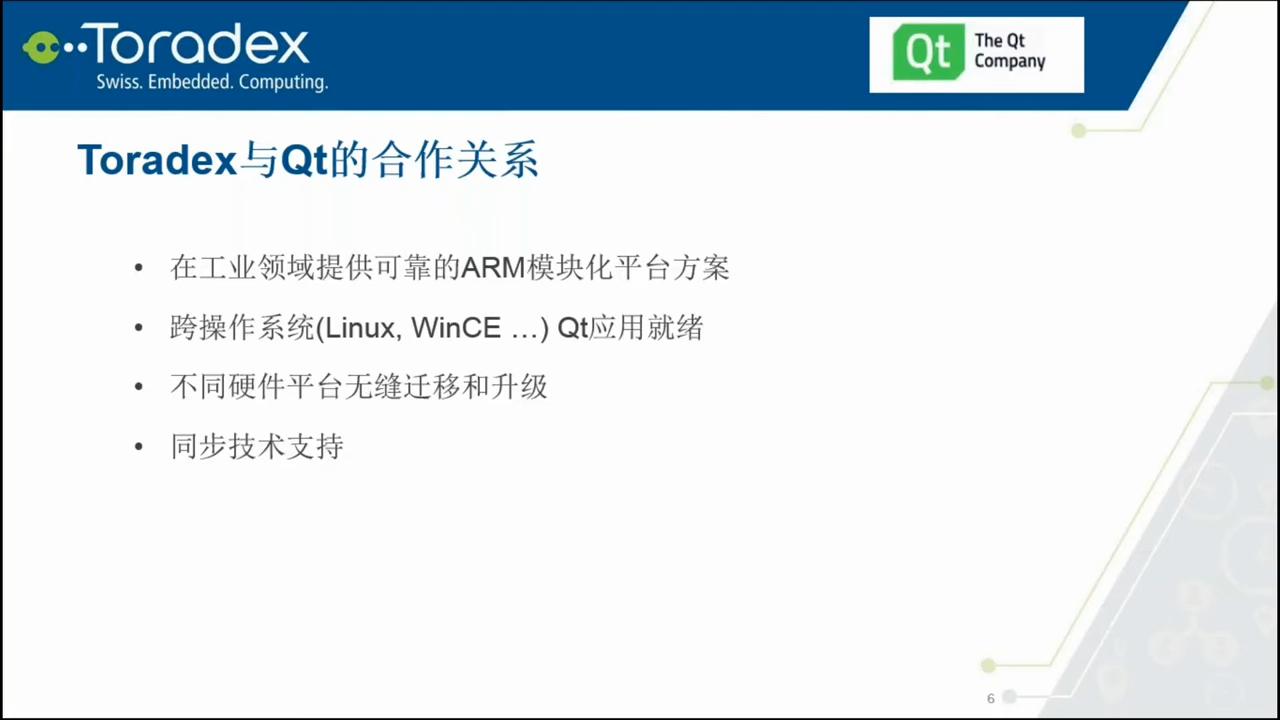 Toradex
Swiss. Embedded. Computing.
Qt
The Qt
Company
Toradex与Qt的合作关系
• 在工业领域提供可靠的ARM模块化平台方案
• 跨操作系统(Linux, WinCE …) Qt应用就绪
• 不同硬件平台无缝迁移和升级
• 同步技术支持
6